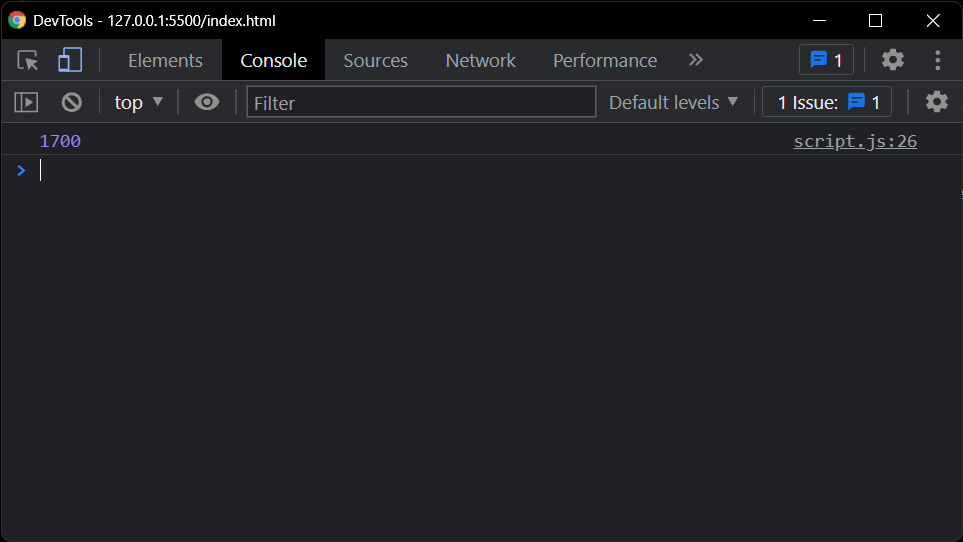 DevTools - 127.0.0.1:5500/index.html
Elements Console Sources Network Performance » 1
top ▼ Filter Default levels ▼ 1 Issue: 1
1700 script.js:26
>